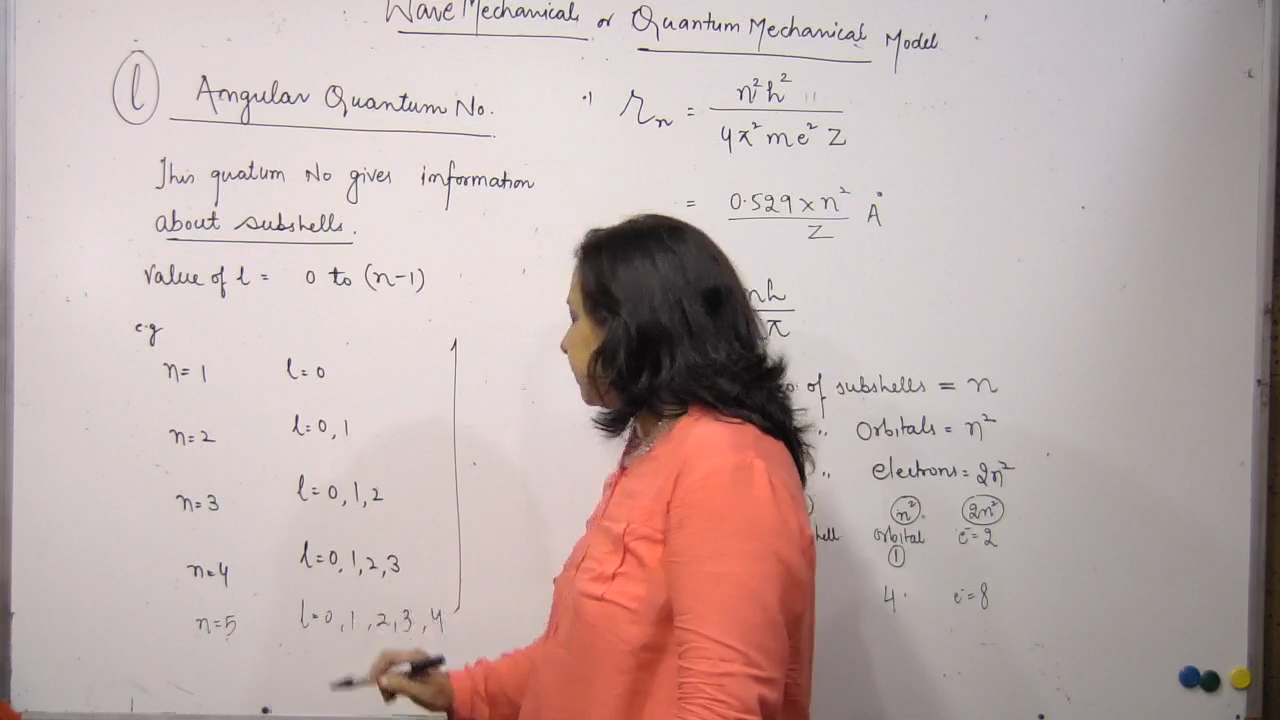 Wave Mechanical or Quantum Mechanical Model
l Angular Quantum No.
This quatum No gives information
about subshells.
Value of l = 0 to (n-1)
e.g
n=1 l=0
n=2 l=0,1
n=3 l=0,1,2
n=4 l=0,1,2,3
n=5 l=0,1,2,3,4
rn = n²h² / 4π²me²Z
= 0.529×n² / Z Å
nh / π
of subshells = n
,, Orbitals = n²
,, electrons = 2n²
n². 2n²
hell orbital e⁻=2
1
4. e⁻=8